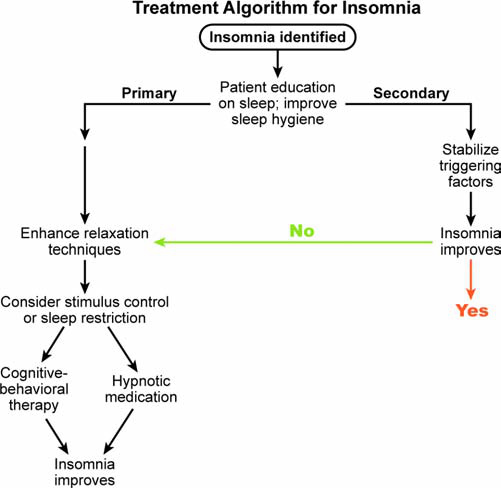 Treatment Algorithm for Insomnia
Insomnia identified
Primary
Patient education
on sleep; improve
sleep hygiene
Secondary
Stabilize
triggering
factors
Enhance relaxation
techniques
No
Insomnia
improves
Yes
Consider stimulus control
or sleep restriction
Cognitive-
behavioral
therapy
Hypnotic
medication
Insomnia
improves